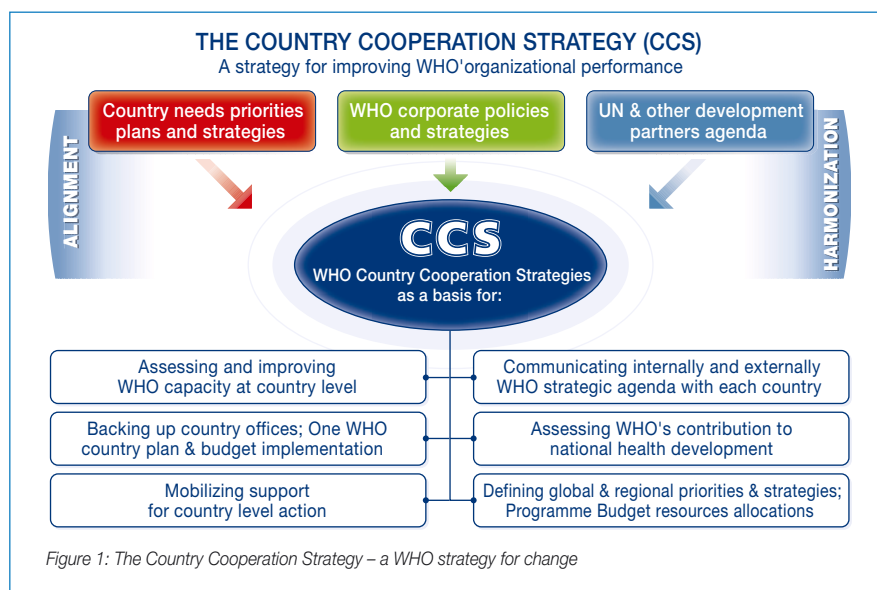 THE COUNTRY COOPERATION STRATEGY (CCS)
A strategy for improving WHO'organizational performance
Country needs priorities
plans and strategies
WHO corporate policies
and strategies
UN & other development
partners agenda
ALIGNMENT
HARMONIZATION
CCS
WHO Country Cooperation Strategies
as a basis for:
Assessing and improving
WHO capacity at country level
Communicating internally and externally
WHO strategic agenda with each country
Backing up country offices; One WHO
country plan & budget implementation
Assessing WHO's contribution to
national health development
Mobilizing support
for country level action
Defining global & regional priorities & strategies;
Programme Budget resources allocations
Figure 1: The Country Cooperation Strategy – a WHO strategy for change